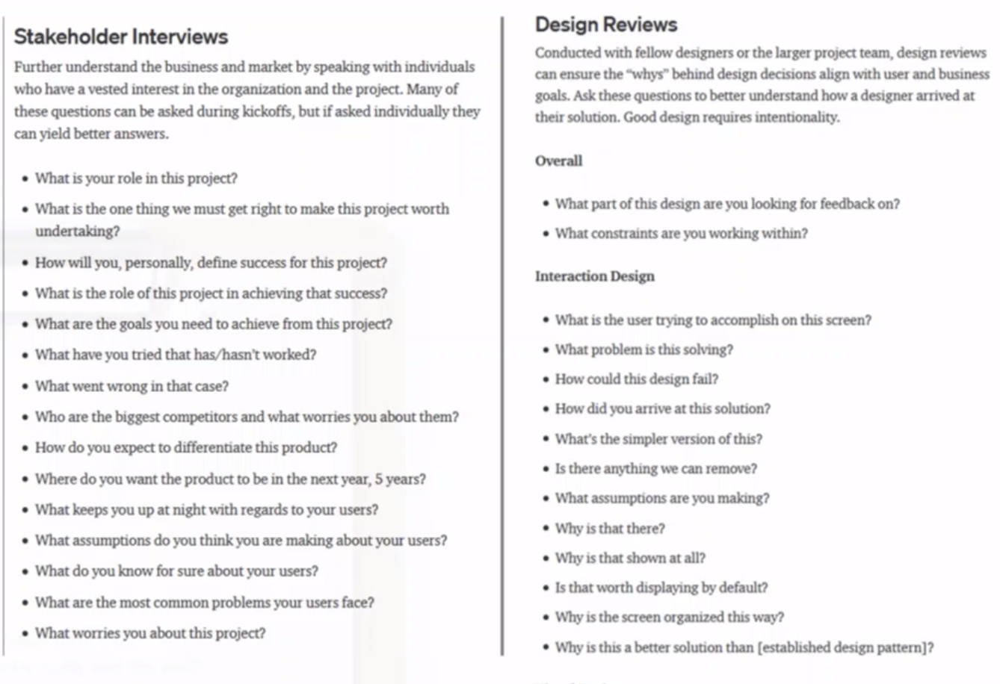 Stakeholder Interviews
Further understand the business and market by speaking with individuals
who have a vested interest in the organization and the project. Many of
these questions can be asked during kickoffs, but if asked individually they
can yield better answers.
• What is your role in this project?
• What is the one thing we must get right to make this project worth
undertaking?
• How will you, personally, define success for this project?
• What is the role of this project in achieving that success?
• What are the goals you need to achieve from this project?
• What have you tried that has/hasn't worked?
• What went wrong in that case?
• Who are the biggest competitors and what worries you about them?
• How do you expect to differentiate this product?
• Where do you want the product to be in the next year, 5 years?
• What keeps you up at night with regards to your users?
• What assumptions do you think you are making about your users?
• What do you know for sure about your users?
• What are the most common problems your users face?
• What worries you about this project?
Design Reviews
Conducted with fellow designers or the larger project team, design reviews
can ensure the “whys” behind design decisions align with user and business
goals. Ask these questions to better understand how a designer arrived at
their solution. Good design requires intentionality.
Overall
• What part of this design are you looking for feedback on?
• What constraints are you working within?
Interaction Design
• What is the user trying to accomplish on this screen?
• What problem is this solving?
• How could this design fail?
• How did you arrive at this solution?
• What's the simpler version of this?
• Is there anything we can remove?
• What assumptions are you making?
• Why is that there?
• Why is that shown at all?
• Is that worth displaying by default?
• Why is the screen organized this way?
• Why is this a better solution than [established design pattern]?